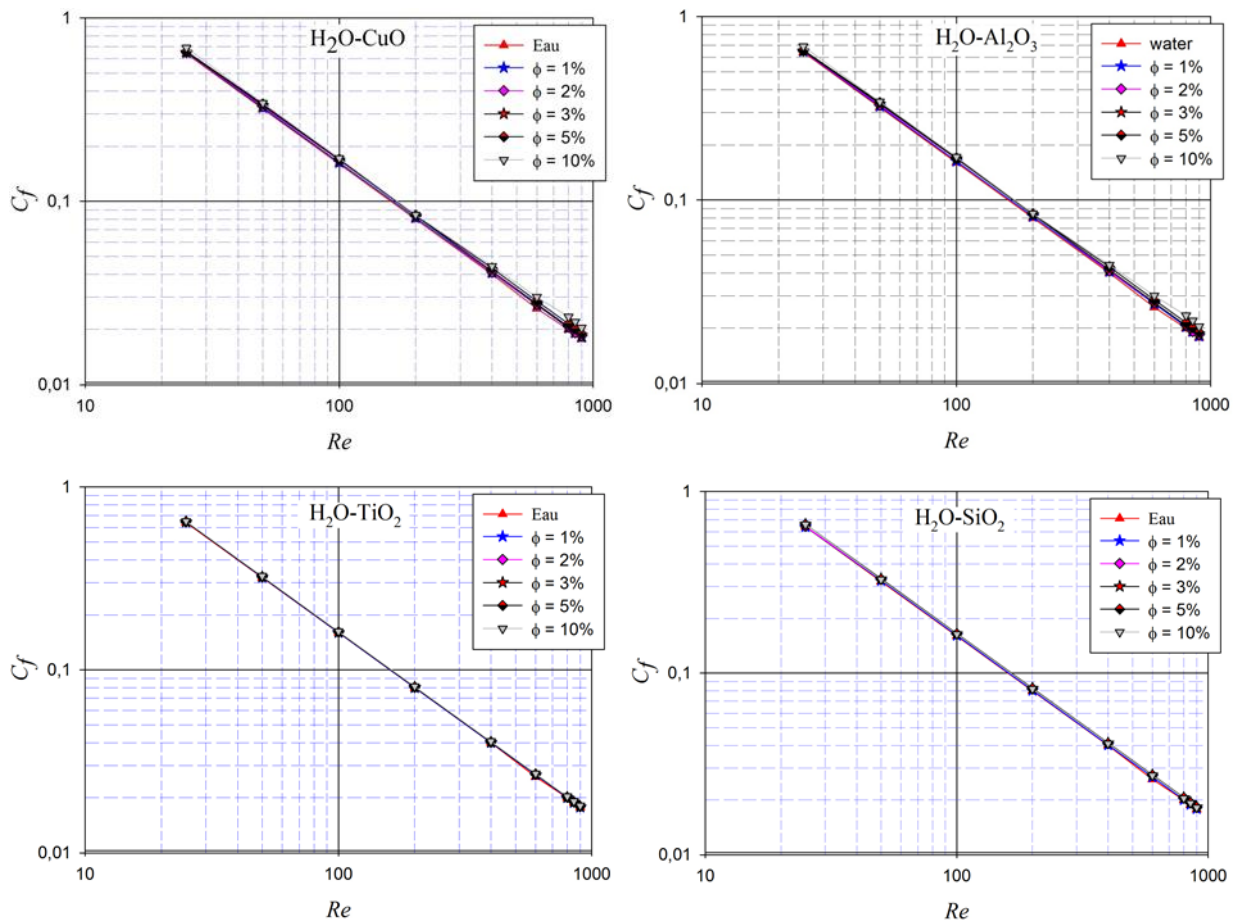 H₂O-CuO
Eau
ϕ = 1%
ϕ = 2%
ϕ = 3%
ϕ = 5%
ϕ = 10%
1
0,1
0,01
Cf
10
100
1000
Re
H₂O-Al₂O₃
water
ϕ = 1%
ϕ = 2%
ϕ = 3%
ϕ = 5%
ϕ = 10%
1
0,1
0,01
Cf
10
100
1000
Re
H₂O-TiO₂
Eau
ϕ = 1%
ϕ = 2%
ϕ = 3%
ϕ = 5%
ϕ = 10%
1
0,1
0,01
Cf
10
100
1000
Re
H₂O-SiO₂
Eau
ϕ = 1%
ϕ = 2%
ϕ = 3%
ϕ = 5%
ϕ = 10%
1
0,1
0,01
Cf
10
100
1000
Re